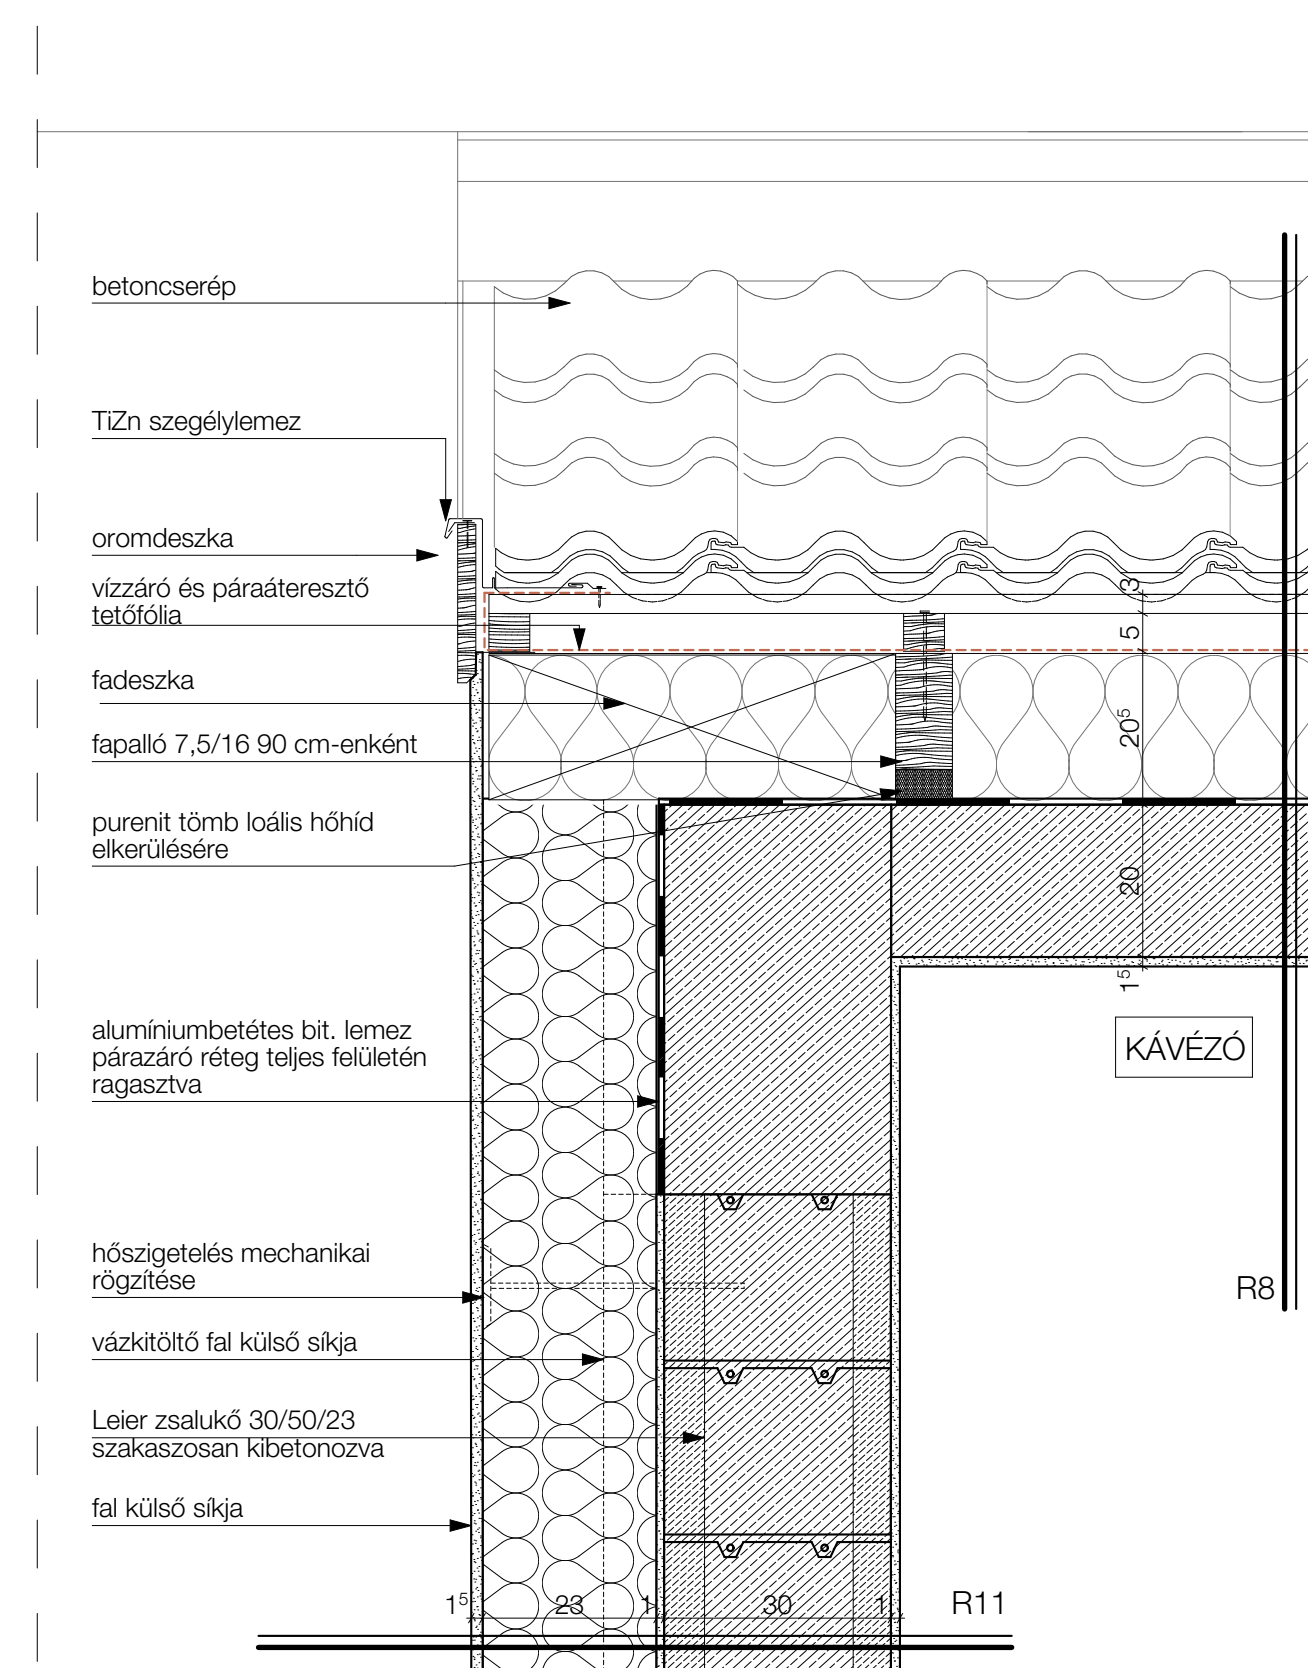 betoncserép
TiZn szegélylemez
oromdeszka
vízzáró és páraáteresztő
tetőfólia
fadeszka
fapalló 7,5/16 90 cm-enként
purenit tömb loális hőhíd
elkerülésére
alumíniumbetétes bit. lemez
párazáró réteg teljes felületén
ragasztva
hőszigetelés mechanikai
rögzítése
vázkitöltő fal külső síkja
Leier zsalukő 30/50/23
szakaszosan kibetonozva
fal külső síkja
3
5
20⁵
20
1⁵
KÁVÉZÓ
R8
1⁵ 23 1 30 1
R11